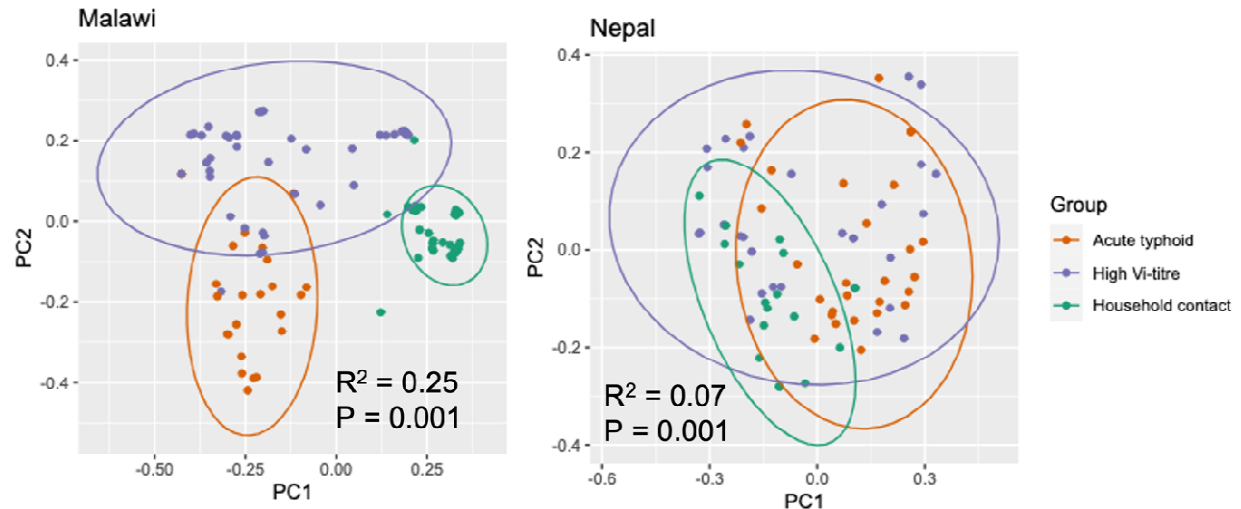 Malawi
0.4
0.2
0.0
-0.2
-0.4
PC2
-0.50
-0.25
0.00
0.25
PC1
R² = 0.25
P = 0.001
Nepal
0.4
0.2
0.0
-0.2
-0.4
PC2
-0.6
-0.3
0.0
0.3
PC1
R² = 0.07
P = 0.001
Group
Acute typhoid
High Vi-titre
Household contact